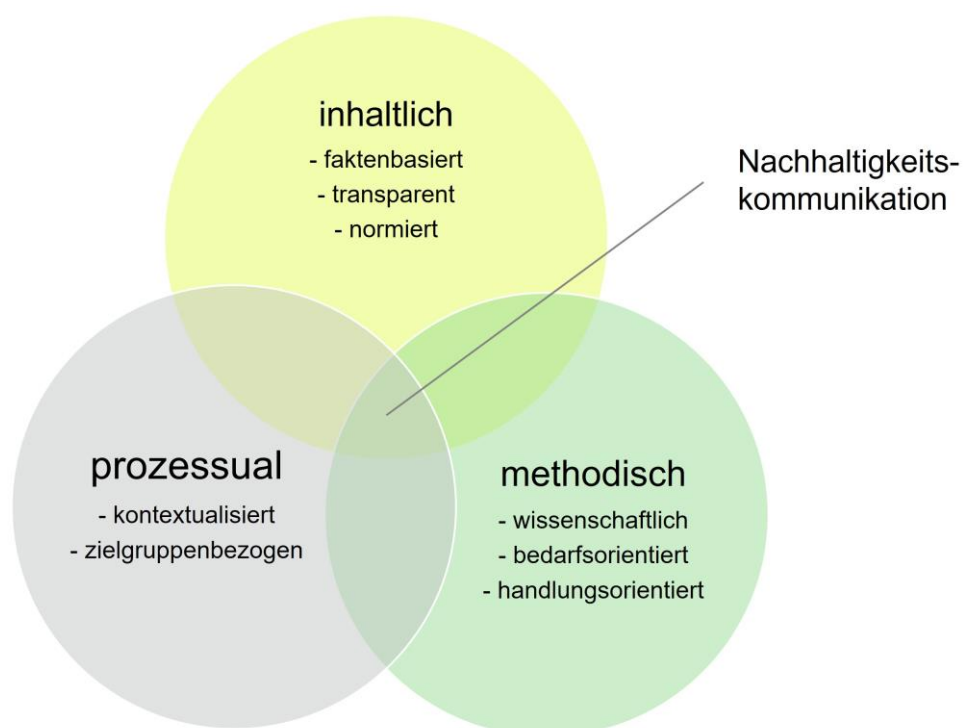 inhaltlich
- faktenbasiert
- transparent
- normiert
Nachhaltigkeits-
kommunikation
prozessual
- kontextualisiert
- zielgruppenbezogen
methodisch
- wissenschaftlich
- bedarfsorientiert
- handlungsorientiert